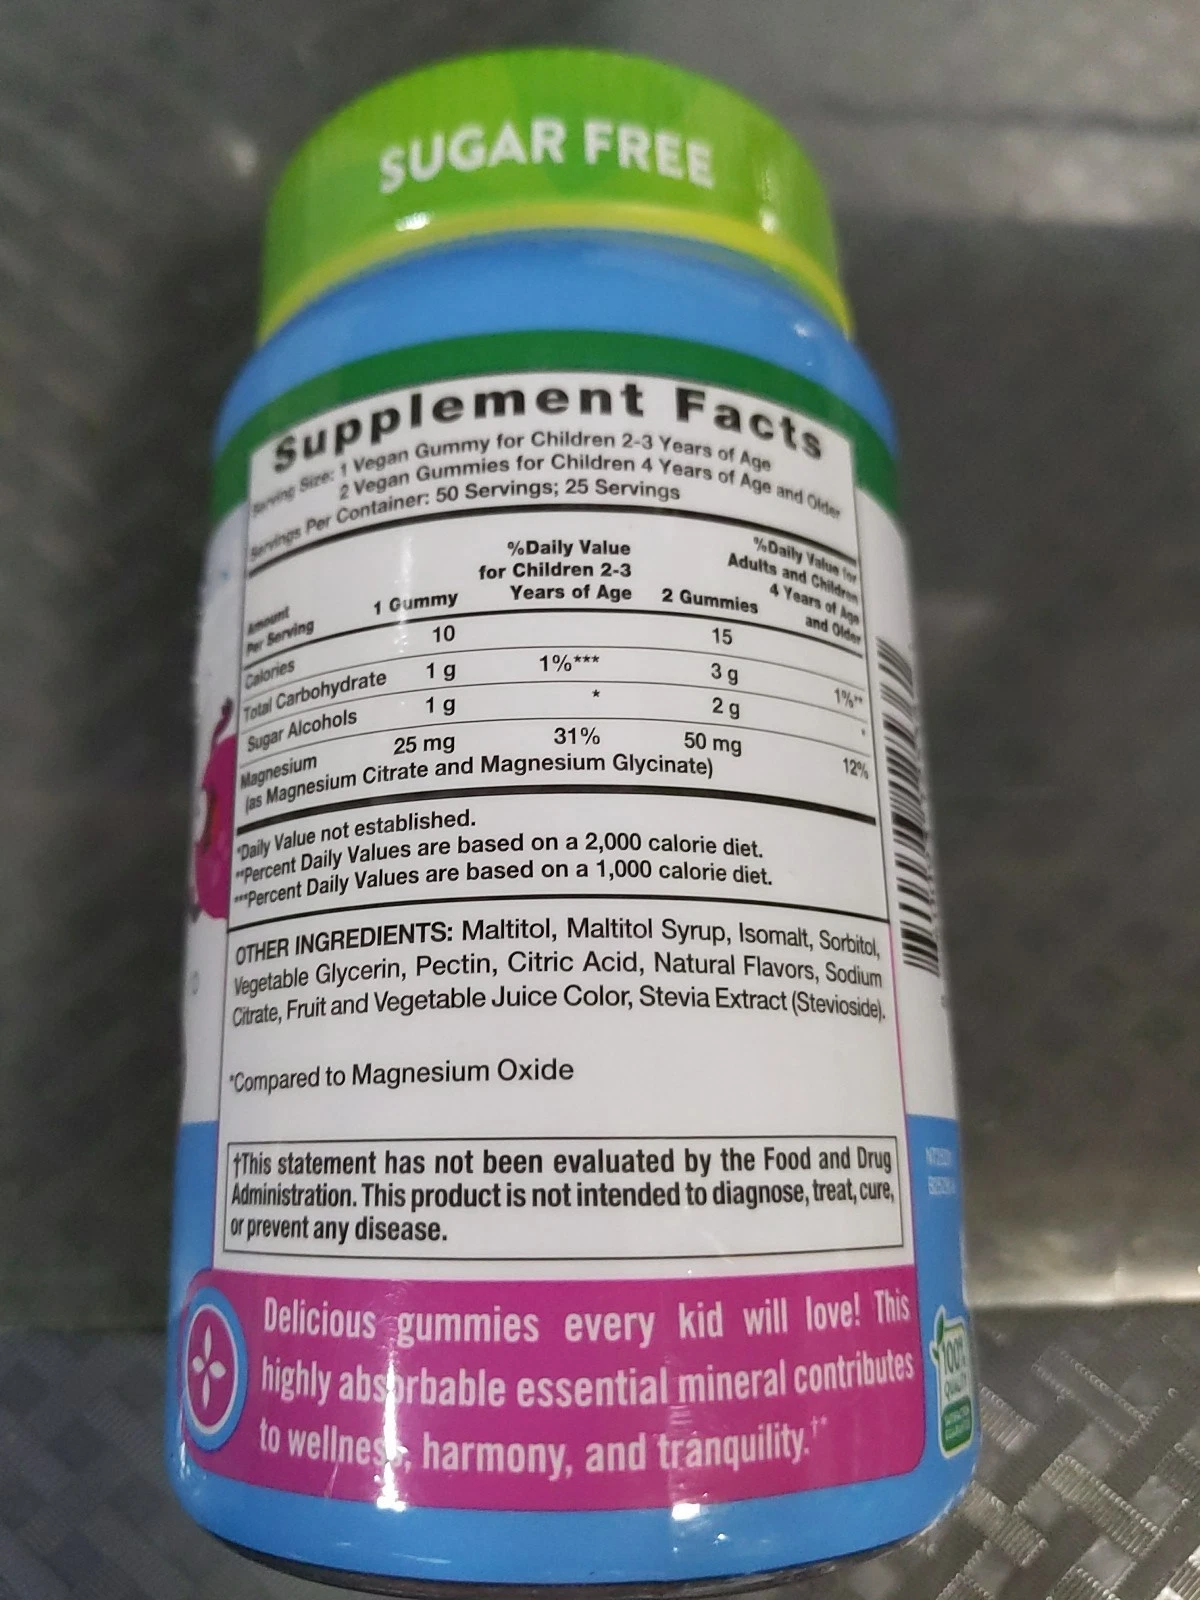 SUGAR FREE
Supplement Facts
Serving Size: 1 Vegan Gummy for Children 2-3 Years of Age
2 Vegan Gummies for Children 4 Years of Age and Older
Servings Per Container: 50 Servings; 25 Servings
Amount Per Serving 1 Gummy %Daily Value for Children 2-3 Years of Age 2 Gummies %Daily Value for Adults and Children 4 Years of Age and Older
Calories 10 15
Total Carbohydrate 1 g 1%*** 3 g 1%**
Sugar Alcohols 1 g * 2 g *
Magnesium 25 mg 31% 50 mg 12%
(as Magnesium Citrate and Magnesium Glycinate)
*Daily Value not established.
**Percent Daily Values are based on a 2,000 calorie diet.
***Percent Daily Values are based on a 1,000 calorie diet.
OTHER INGREDIENTS: Maltitol, Maltitol Syrup, Isomalt, Sorbitol,
Vegetable Glycerin, Pectin, Citric Acid, Natural Flavors, Sodium
Citrate, Fruit and Vegetable Juice Color, Stevia Extract (Stevioside).
*Compared to Magnesium Oxide
†This statement has not been evaluated by the Food and Drug
Administration. This product is not intended to diagnose, treat, cure,
or prevent any disease.
Delicious gummies every kid will love! This
highly absorbable essential mineral contributes
to wellness, harmony, and tranquility.†*
100%
QUALITY